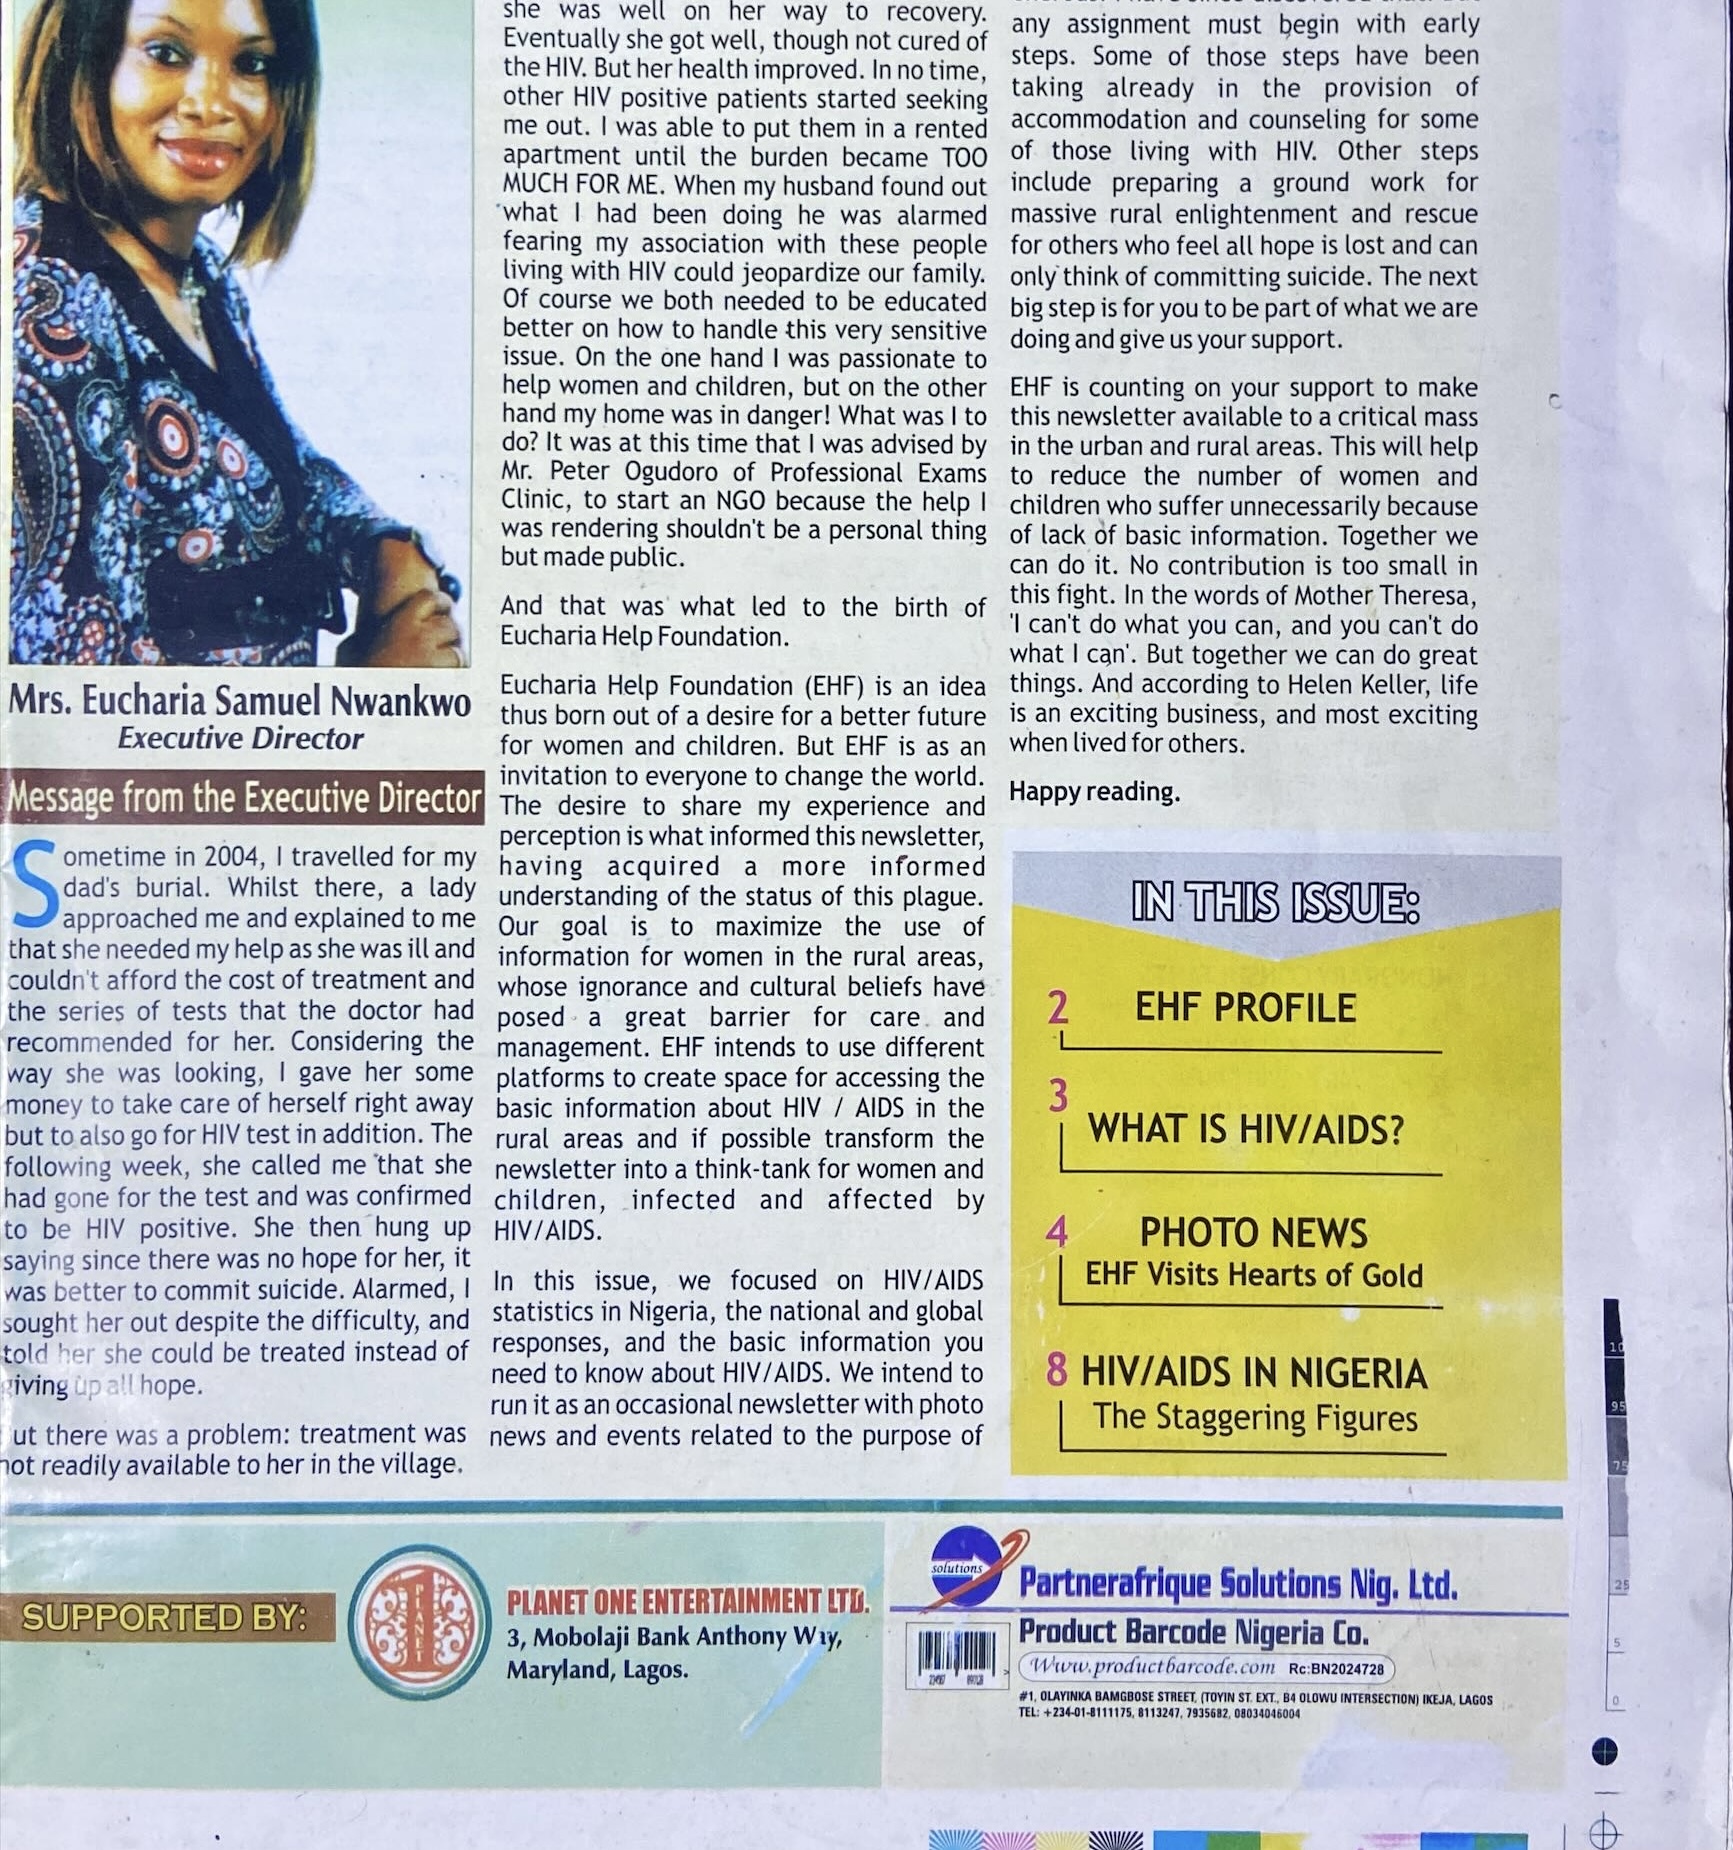 Mrs. Eucharia Samuel Nwankwo
Executive Director
Message from the Executive Director
Sometime in 2004, I travelled for my
dad's burial. Whilst there, a lady
approached me and explained to me
that she needed my help as she was ill and
couldn't afford the cost of treatment and
the series of tests that the doctor had
recommended for her. Considering the
way she was looking, I gave her some
money to take care of herself right away
but to also go for HIV test in addition. The
following week, she called me that she
had gone for the test and was confirmed
to be HIV positive. She then hung up
saying since there was no hope for her, it
was better to commit suicide. Alarmed, I
sought her out despite the difficulty, and
told her she could be treated instead of
giving up all hope.
ut there was a problem: treatment was
not readily available to her in the village.
she was well on her way to recovery.
Eventually she got well, though not cured of
the HIV. But her health improved. In no time,
other HIV positive patients started seeking
me out. I was able to put them in a rented
apartment until the burden became TOO
MUCH FOR ME. When my husband found out
what I had been doing he was alarmed
fearing my association with these people
living with HIV could jeopardize our family.
Of course we both needed to be educated
better on how to handle this very sensitive
issue. On the one hand I was passionate to
help women and children, but on the other
hand my home was in danger! What was I to
do? It was at this time that I was advised by
Mr. Peter Ogudoro of Professional Exams
Clinic, to start an NGO because the help I
was rendering shouldn't be a personal thing
but made public.
And that was what led to the birth of
Eucharia Help Foundation.
Eucharia Help Foundation (EHF) is an idea
thus born out of a desire for a better future
for women and children. But EHF is as an
invitation to everyone to change the world.
The desire to share my experience and
perception is what informed this newsletter,
having acquired a more informed
understanding of the status of this plague.
Our goal is to maximize the use of
information for women in the rural areas,
whose ignorance and cultural beliefs have
posed a great barrier for care and
management. EHF intends to use different
platforms to create space for accessing the
basic information about HIV / AIDS in the
rural areas and if possible transform the
newsletter into a think-tank for women and
children, infected and affected by
HIV/AIDS.
In this issue, we focused on HIV/AIDS
statistics in Nigeria, the national and global
responses, and the basic information you
need to know about HIV/AIDS. We intend to
run it as an occasional newsletter with photo
news and events related to the purpose of
any assignment must begin with early
steps. Some of those steps have been
taking already in the provision of
accommodation and counseling for some
of those living with HIV. Other steps
include preparing a ground work for
massive rural enlightenment and rescue
for others who feel all hope is lost and can
only think of committing suicide. The next
big step is for you to be part of what we are
doing and give us your support.
EHF is counting on your support to make
this newsletter available to a critical mass
in the urban and rural areas. This will help
to reduce the number of women and
children who suffer unnecessarily because
of lack of basic information. Together we
can do it. No contribution is too small in
this fight. In the words of Mother Theresa,
'I can't do what you can, and you can't do
what I can'. But together we can do great
things. And according to Helen Keller, life
is an exciting business, and most exciting
when lived for others.
Happy reading.
IN THIS ISSUE:
2 EHF PROFILE
3
WHAT IS HIV/AIDS?
4 PHOTO NEWS
EHF Visits Hearts of Gold
8 HIV/AIDS IN NIGERIA
The Staggering Figures
SUPPORTED BY:
1 PLANET
PLANET ONE ENTERTAINMENT LTD.
3, Mobolaji Bank Anthony Way,
Maryland, Lagos.
solutions
Partnerafrique Solutions Nig. Ltd.
Product Barcode Nigeria Co.
Www.productbarcode.com Rc:BN2024728
#1, OLAYINKA BAMGBOSE STREET, (TOYIN ST. EXT., B4 OLOWU INTERSECTION) IKEJA, LAGOS
TEL: +234-01-8111175, 8113247, 7935682, 08034046004
10
95
75
25
5
0